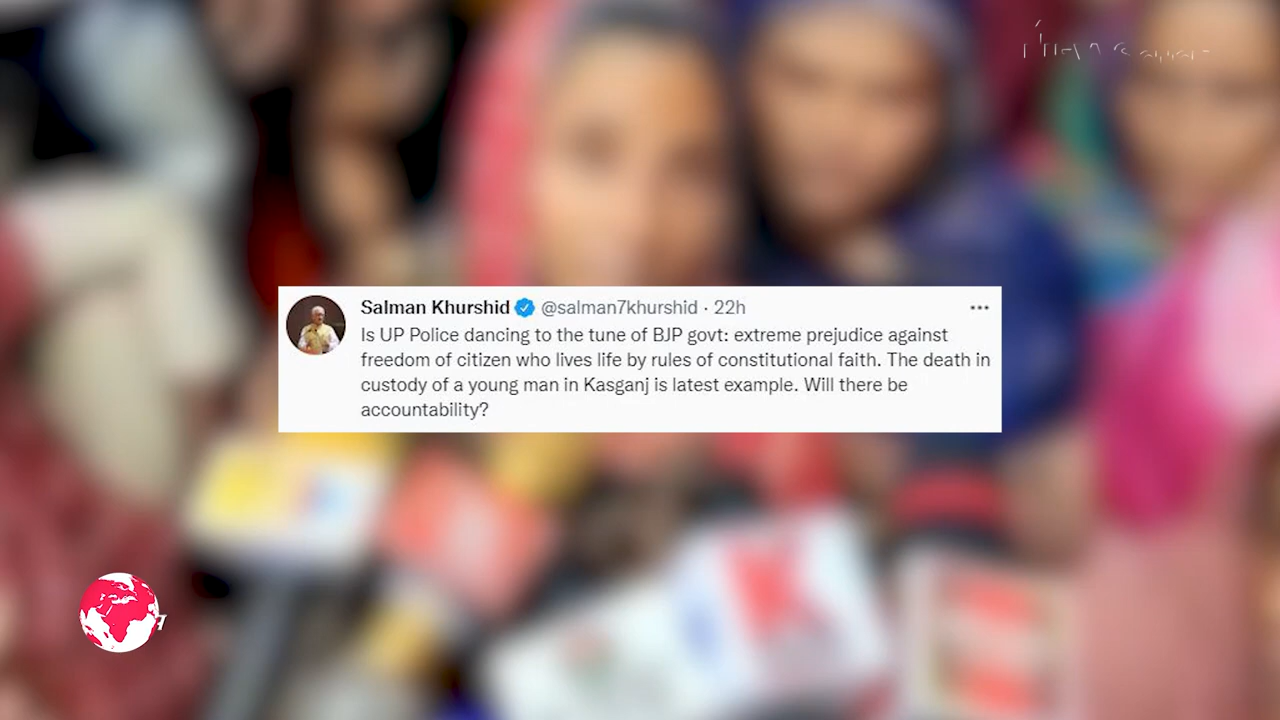 Salman Khurshid @salman7khurshid · 22h
Is UP Police dancing to the tune of BJP govt: extreme prejudice against
freedom of citizen who lives life by rules of constitutional faith. The death in
custody of a young man in Kasganj is latest example. Will there be
accountability?